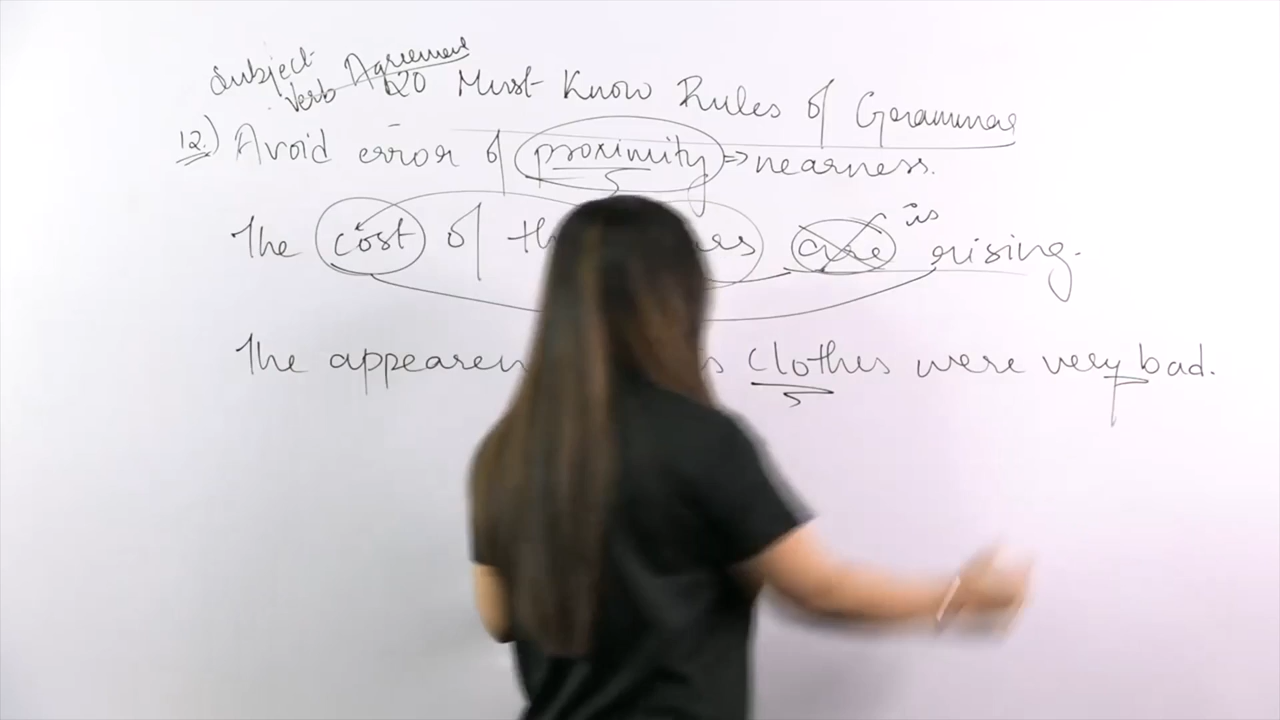 Subject-
Verb Agreement
120 Must-Know Rules of Grammar
12.) Avoid error of proximity => nearness.
The cost of are is rising.
The clothes were very bad.